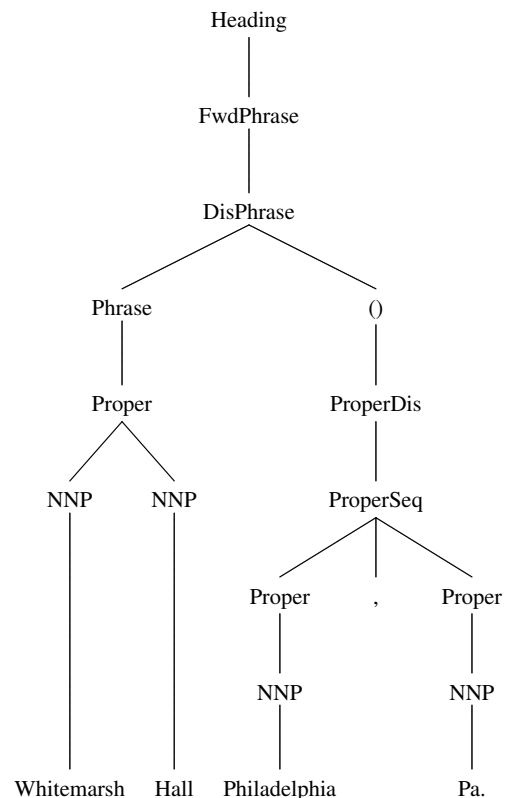 Heading
FwdPhrase
DisPhrase
Phrase ()
Proper ProperDis
NNP NNP ProperSeq
Proper , Proper
NNP NNP
Whitemarsh Hall Philadelphia Pa.